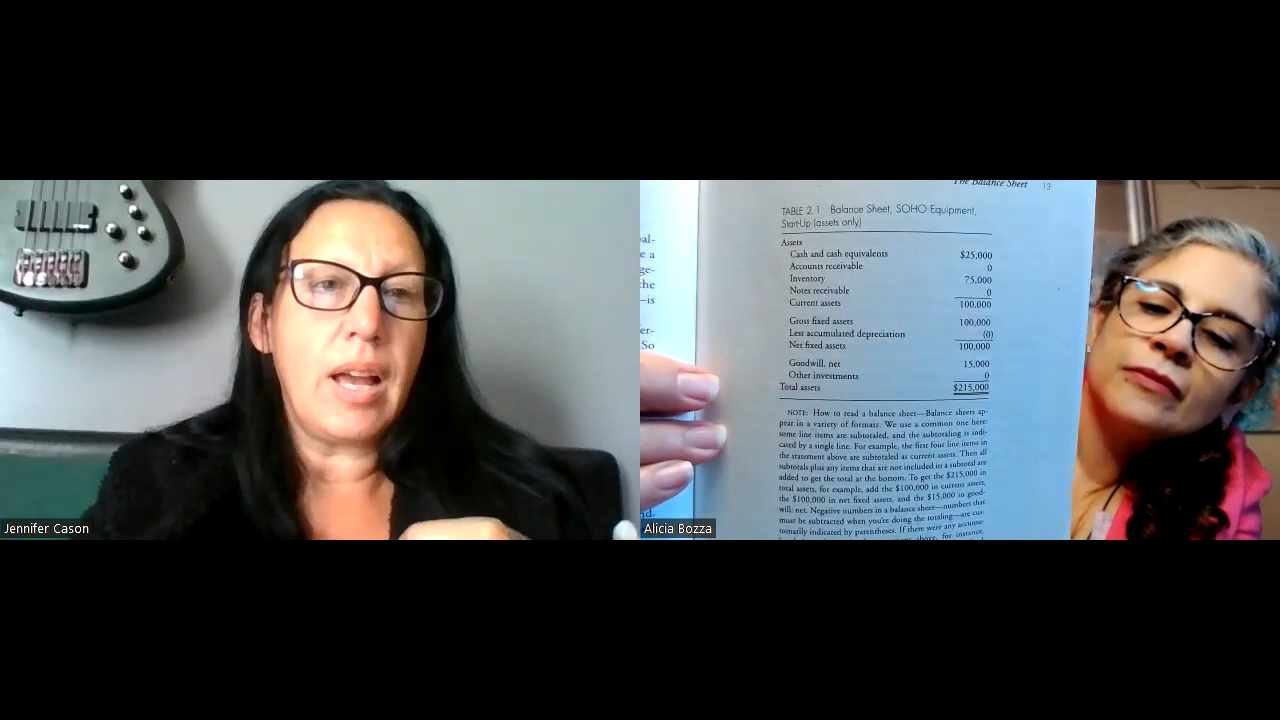 The Balance Sheet 13
TABLE 2.1 Balance Sheet, SOHO Equipment,
Start-Up (assets only)
Assets
Cash and cash equivalents $25,000
Accounts receivable 0
Inventory 75,000
Notes receivable 0
Current assets 100,000
Gross fixed assets 100,000
Less accumulated depreciation (0)
Net fixed assets 100,000
Goodwill, net 15,000
Other investments 0
Total assets $215,000
NOTE: How to read a balance sheet—Balance sheets ap-
pear in a variety of formats. We use a common one here:
some line items are subtotaled, and the subtotaling is indi-
cated by a single line. For example, the first four line items in
the statement above are subtotaled as current assets. Then all
subtotals plus any items that are not included in a subtotal are
added to get the total at the bottom. To get the $215,000 in
total assets, for example, add the $100,000 in current assets,
the $100,000 in net fixed assets, and the $15,000 in good-
will, net. Negative numbers in a balance sheet—numbers that
must be subtracted when you're doing the totaling—are cus-
tomarily indicated by parentheses. If there were any accumu-
above, for instance,
al-
e a
ge-
the
—is
er-
So
nd.
Jennifer Cason
Alicia Bozza